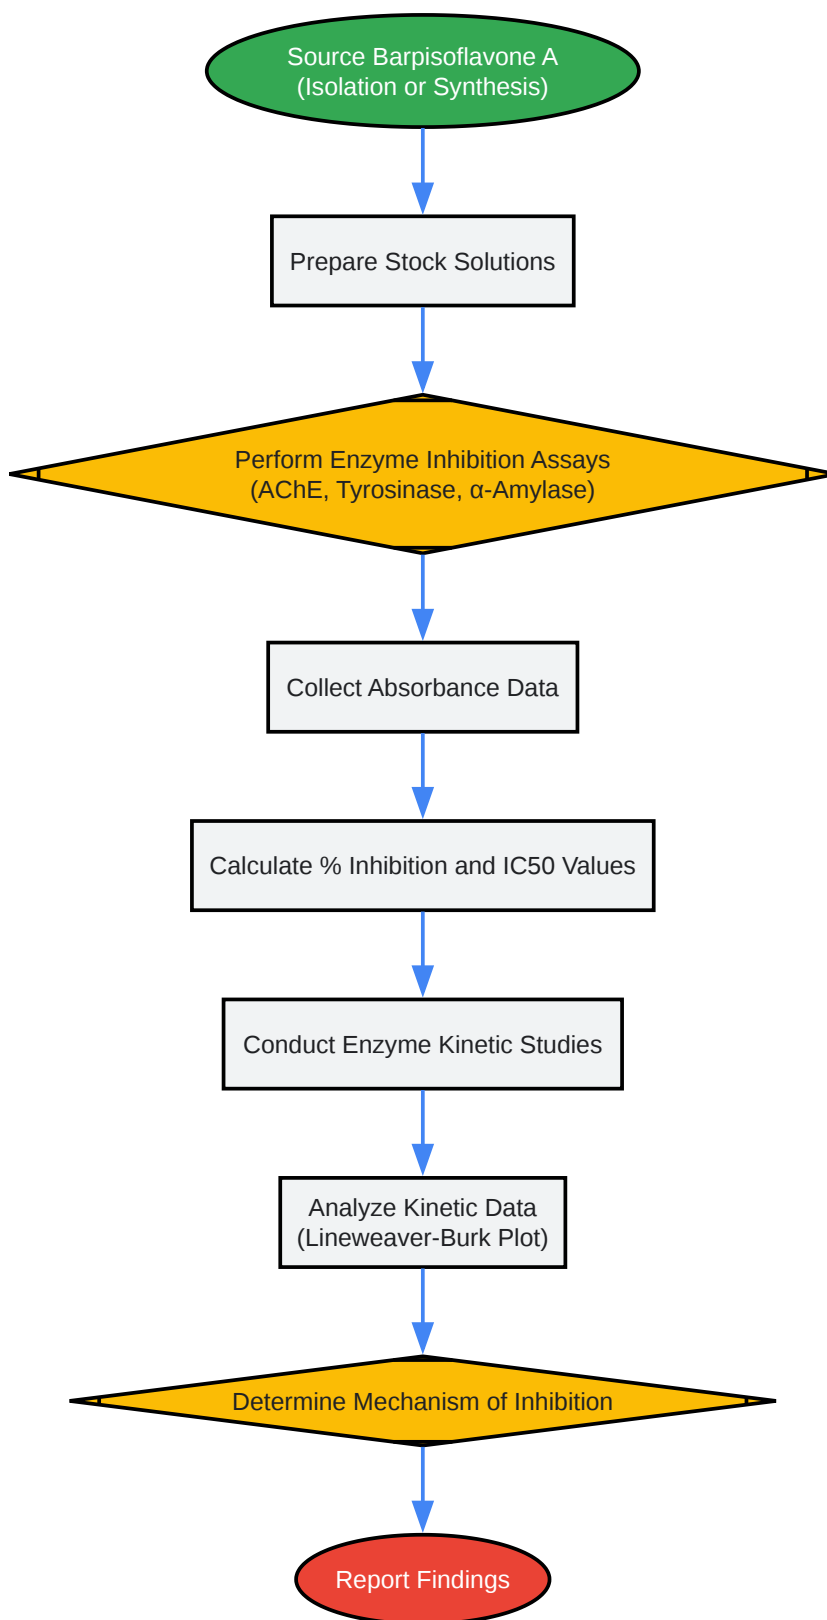 Source Barpisoflavone A
(Isolation or Synthesis)
Prepare Stock Solutions
Perform Enzyme Inhibition Assays
(AChE, Tyrosinase, α-Amylase)
Collect Absorbance Data
Calculate % Inhibition and IC50 Values
Conduct Enzyme Kinetic Studies
Analyze Kinetic Data
(Lineweaver-Burk Plot)
Determine Mechanism of Inhibition
Report Findings